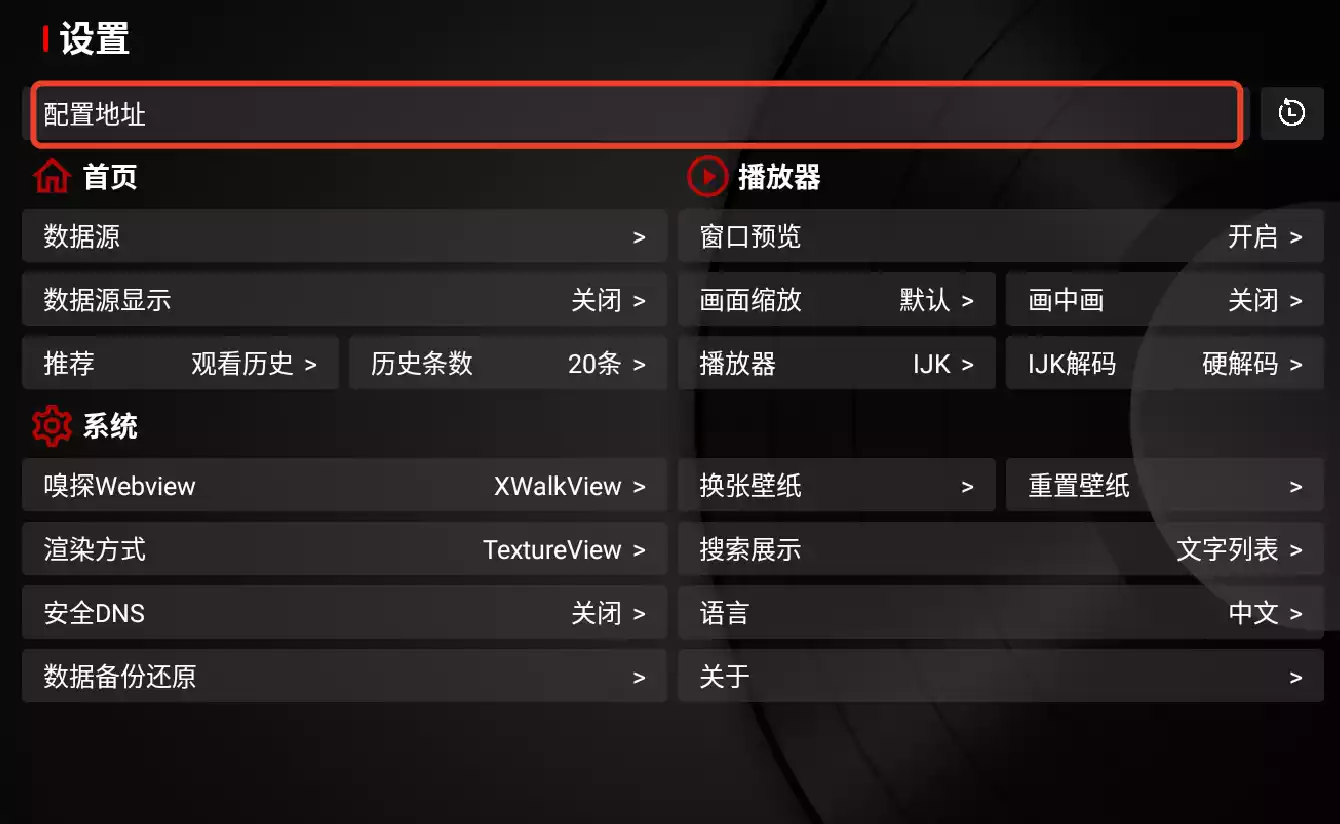 设置
配置地址
首页
数据源 >
数据源显示 关闭 >
推荐 观看历史 > 历史条数 20条 >
播放器
窗口预览 开启 >
画面缩放 默认 > 画中画 关闭 >
播放器 IJK > IJK解码 硬解码 >
系统
嗅探Webview XWalkView > 换张壁纸 > 重置壁纸 >
渲染方式 TextureView > 搜索展示 文字列表 >
安全DNS 关闭 > 语言 中文 >
数据备份还原 > 关于 >